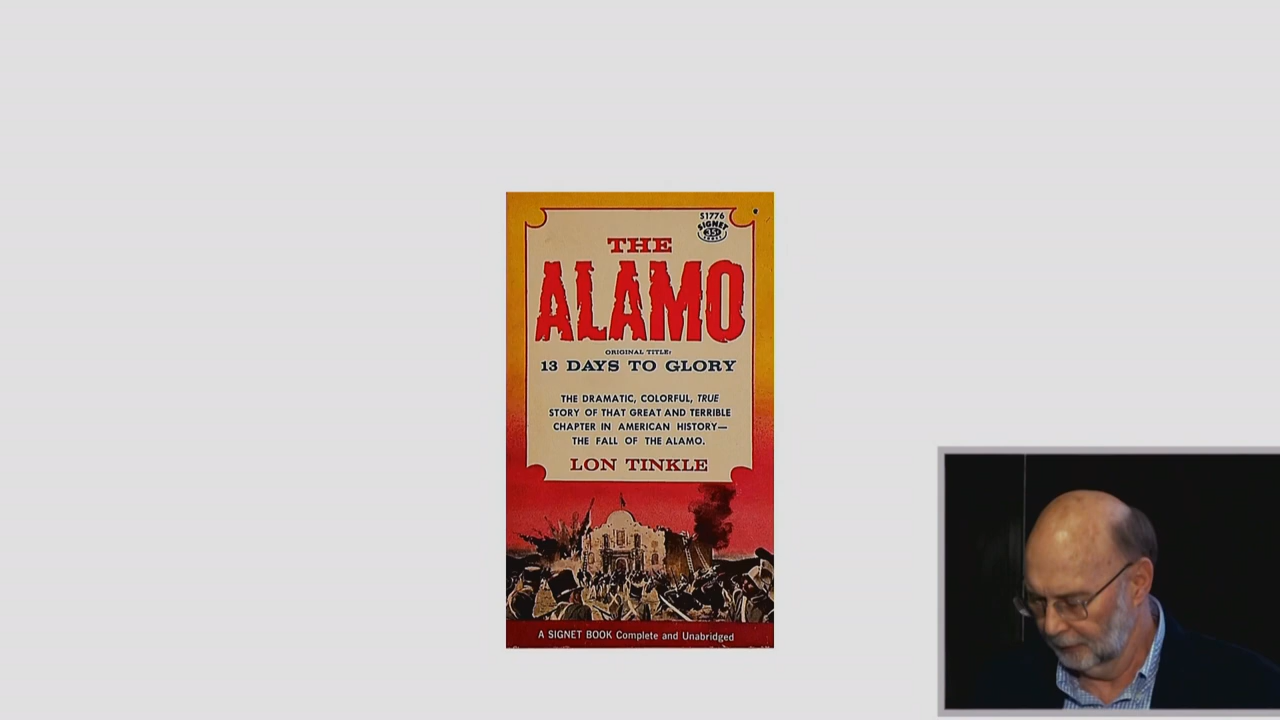 S1776
SIGNET
THE
ALAMO
ORIGINAL TITLE:
13 DAYS TO GLORY
THE DRAMATIC, COLORFUL, TRUE
STORY OF THAT GREAT AND TERRIBLE
CHAPTER IN AMERICAN HISTORY—
THE FALL OF THE ALAMO.
LON TINKLE
A SIGNET BOOK Complete and Unabridged